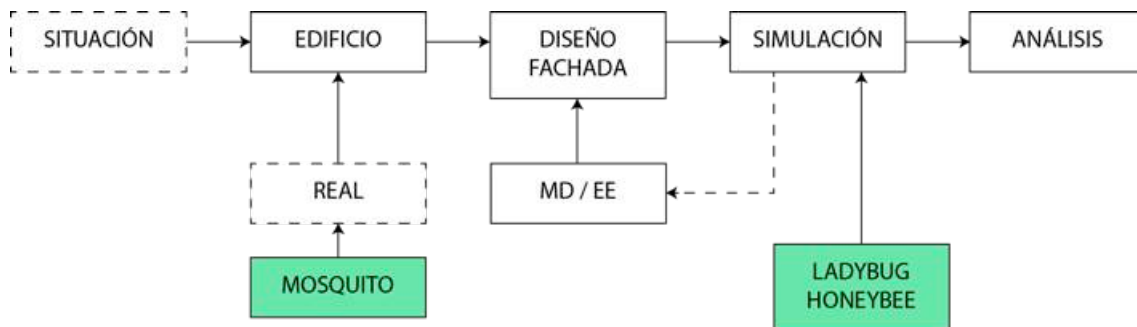 SITUACIÓN
EDIFICIO
DISEÑO
FACHADA
SIMULACIÓN
ANÁLISIS
REAL
MD / EE
MOSQUITO
LADYBUG
HONEYBEE